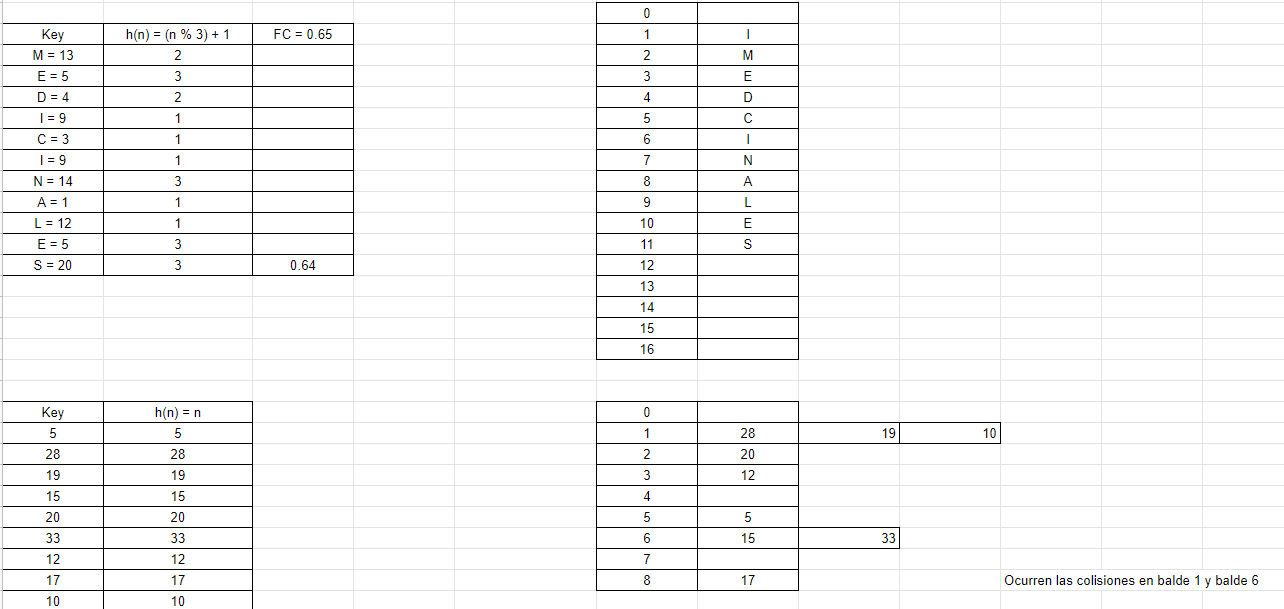 0
Key h(n) = (n % 3) + 1 FC = 0.65 1 I
M = 13 2 2 M
E = 5 3 3 E
D = 4 2 4 D
I = 9 1 5 C
C = 3 1 6 I
I = 9 1 7 N
N = 14 3 8 A
A = 1 1 9 L
L = 12 1 10 E
E = 5 3 11 S
S = 20 3 0.64 12
13
14
15
16
Key h(n) = n 0
5 5 1 28 19 10
28 28 2 20
19 19 3 12
15 15 4
20 20 5 5
33 33 6 15 33
12 12 7
17 17 8 17 Ocurren las colisiones en balde 1 y balde 6
10 10